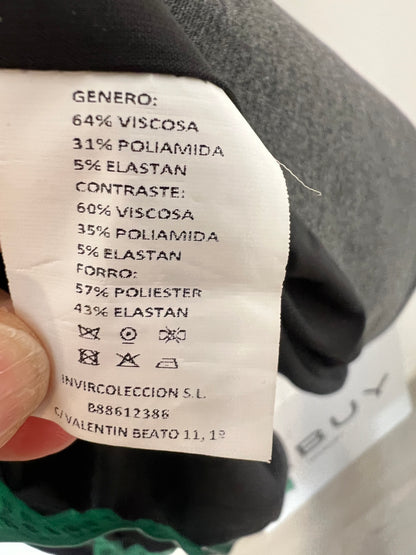 GENERO:
64% VISCOSA
31% POLIAMIDA
5% ELASTAN
CONTRASTE:
60% VISCOSA
35% POLIAMIDA
5% ELASTAN
FORRO:
57% POLIESTER
43% ELASTAN
INVIRCOLECCION S.L.
B88612386
C/VALENTIN BEATO 11, 1º
BUY